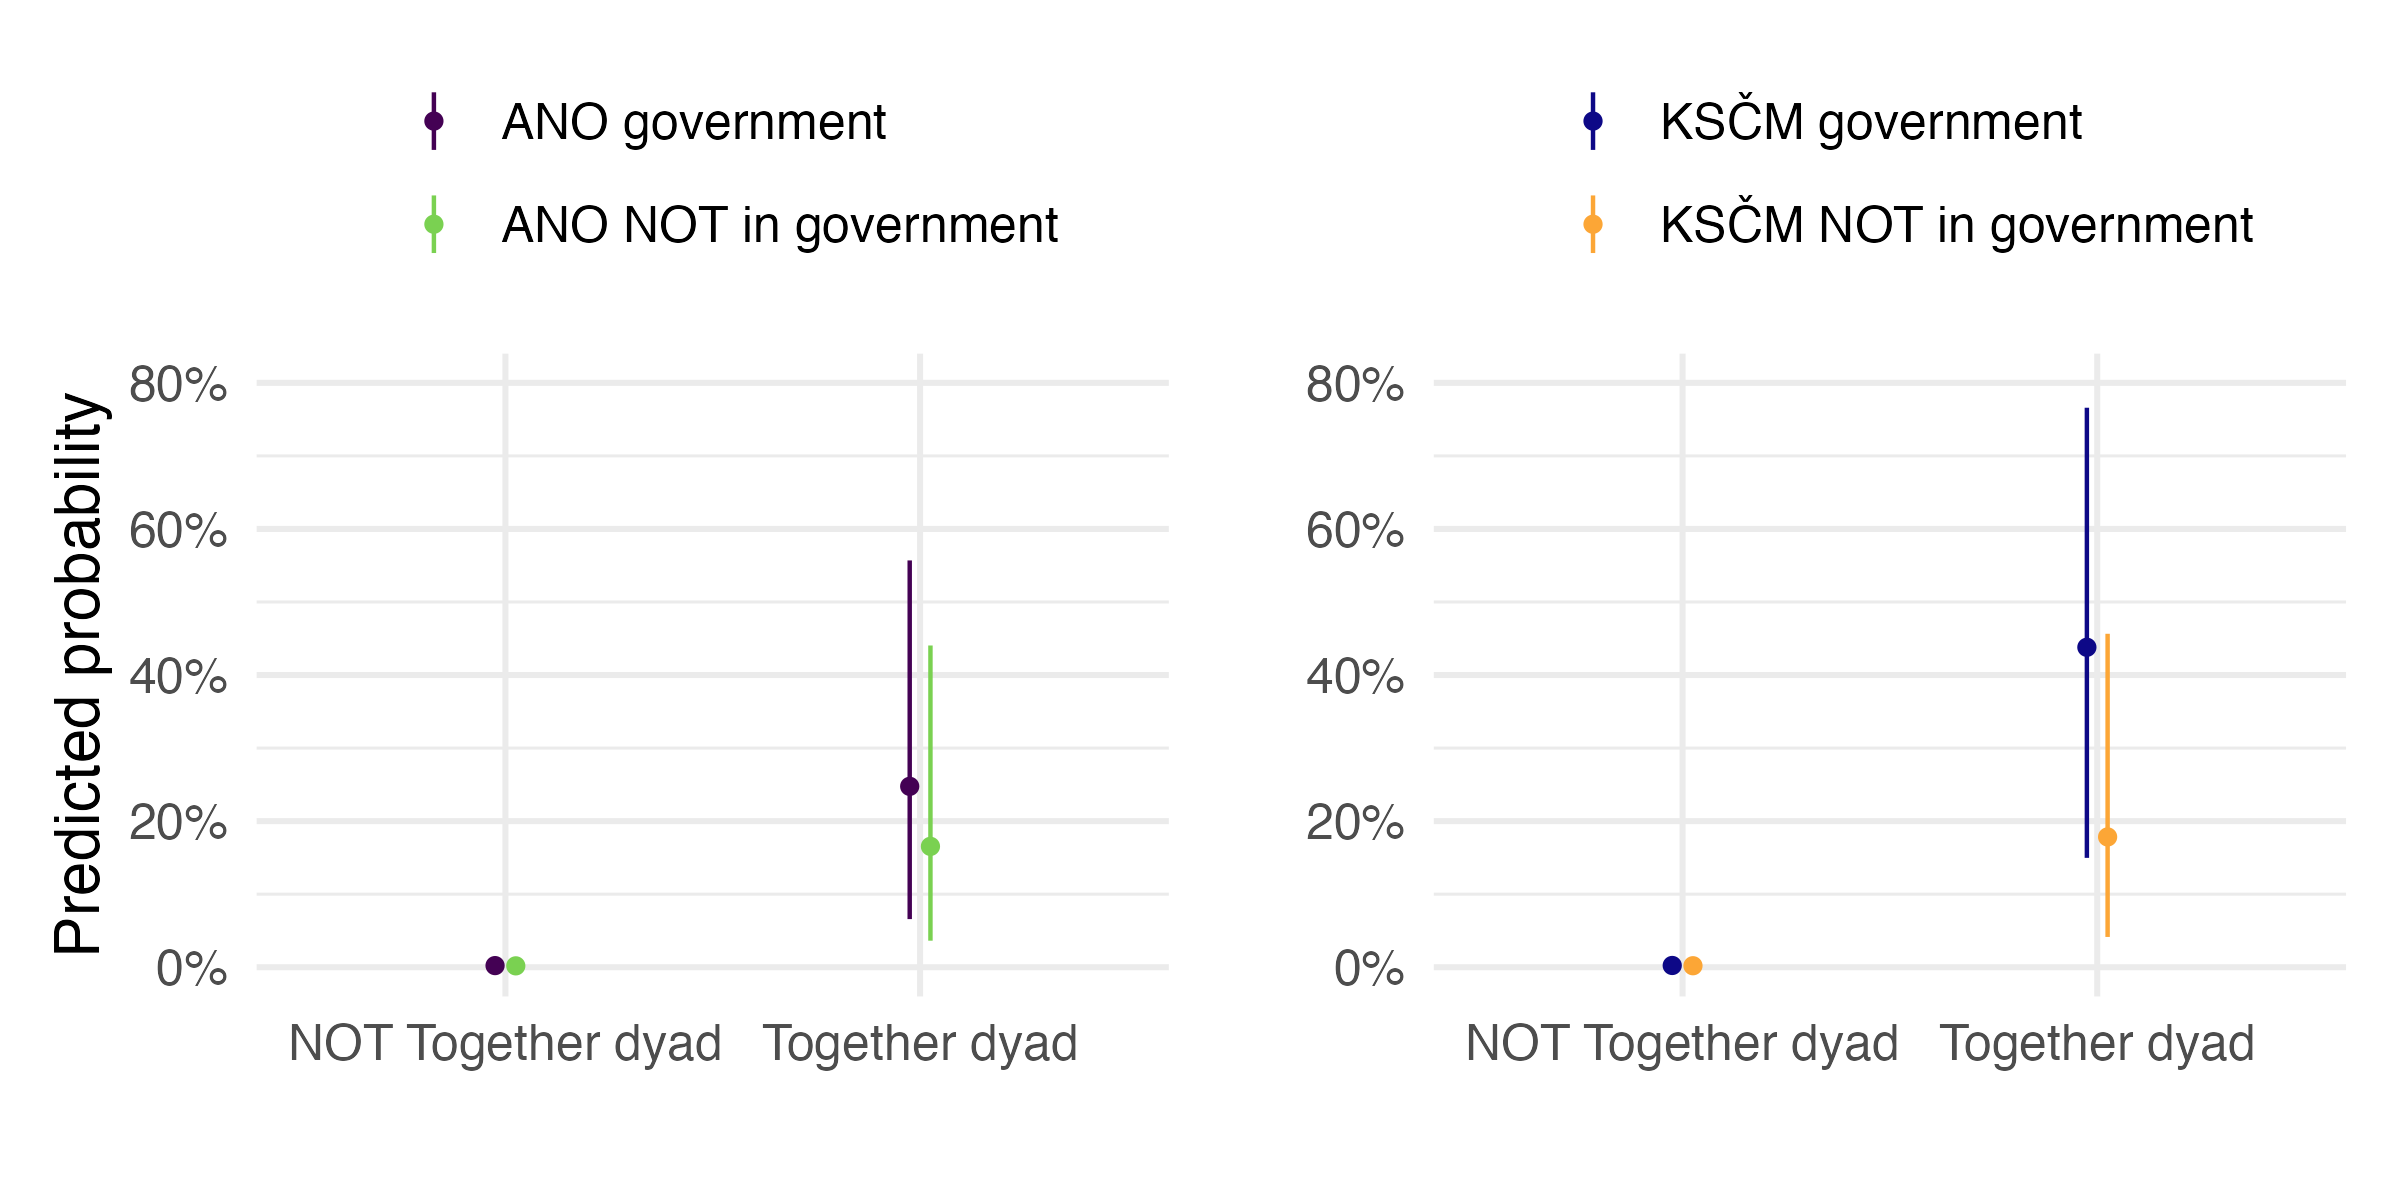 ANO government
ANO NOT in government
KSČM government
KSČM NOT in government
Predicted probability
80%
60%
40%
20%
0%
NOT Together dyad
Together dyad
80%
60%
40%
20%
0%
NOT Together dyad
Together dyad